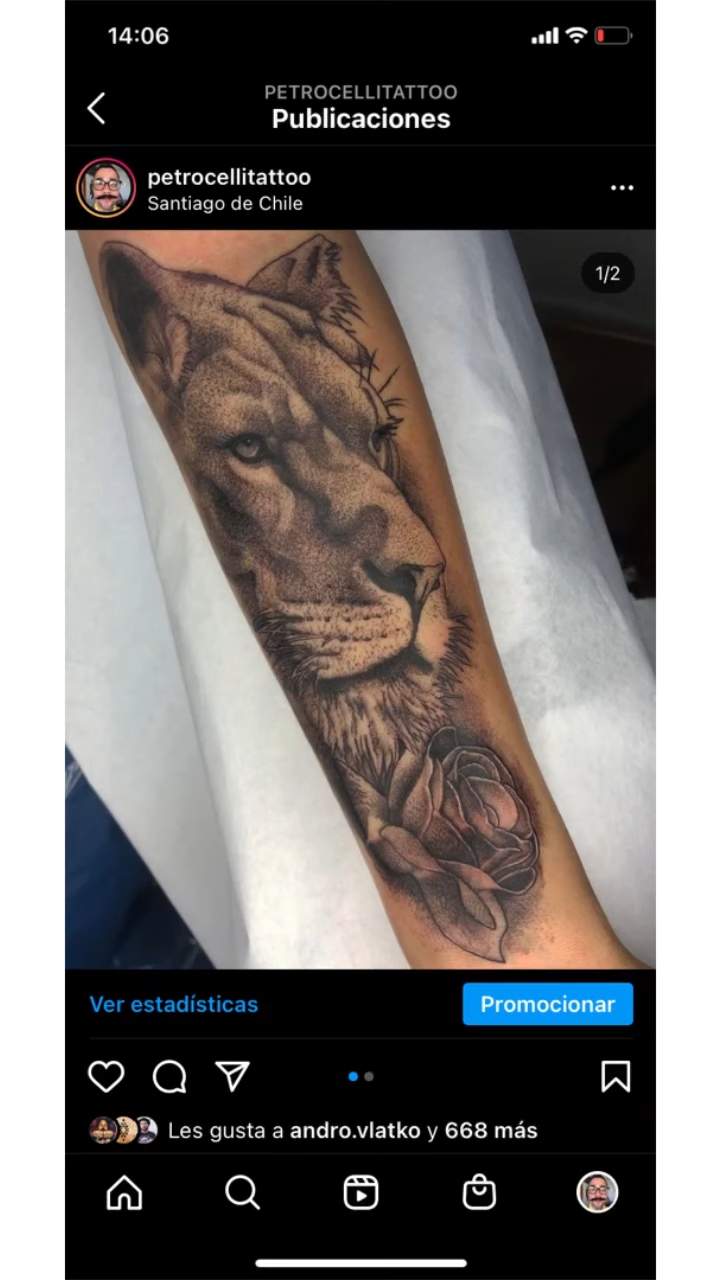 14:06
PETROCELLITATTOO
Publicaciones
petrocellitattoo
Santiago de Chile
1/2
Ver estadísticas
Promocionar
Les gusta a andro.vlatko y 668 más